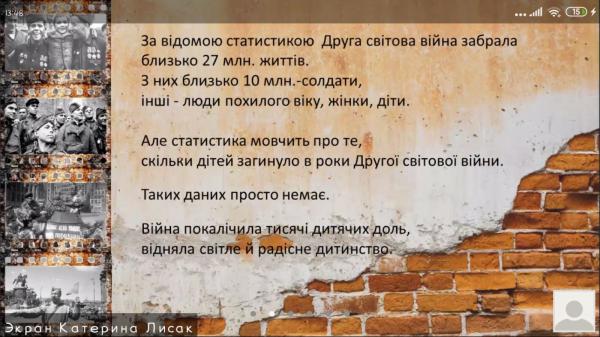 13:48
15
За відомою статистикою Друга світова війна забрала
близько 27 млн. життів.
З них близько 10 млн.-солдати,
інші - люди похилого віку, жінки, діти.
Але статистика мовчить про те,
скільки дітей загинуло в роки Другої світової війни.
Таких даних просто немає.
Війна покалічила тисячі дитячих доль,
відняла світле й радісне дитинство.
Экран Катерина Лисак